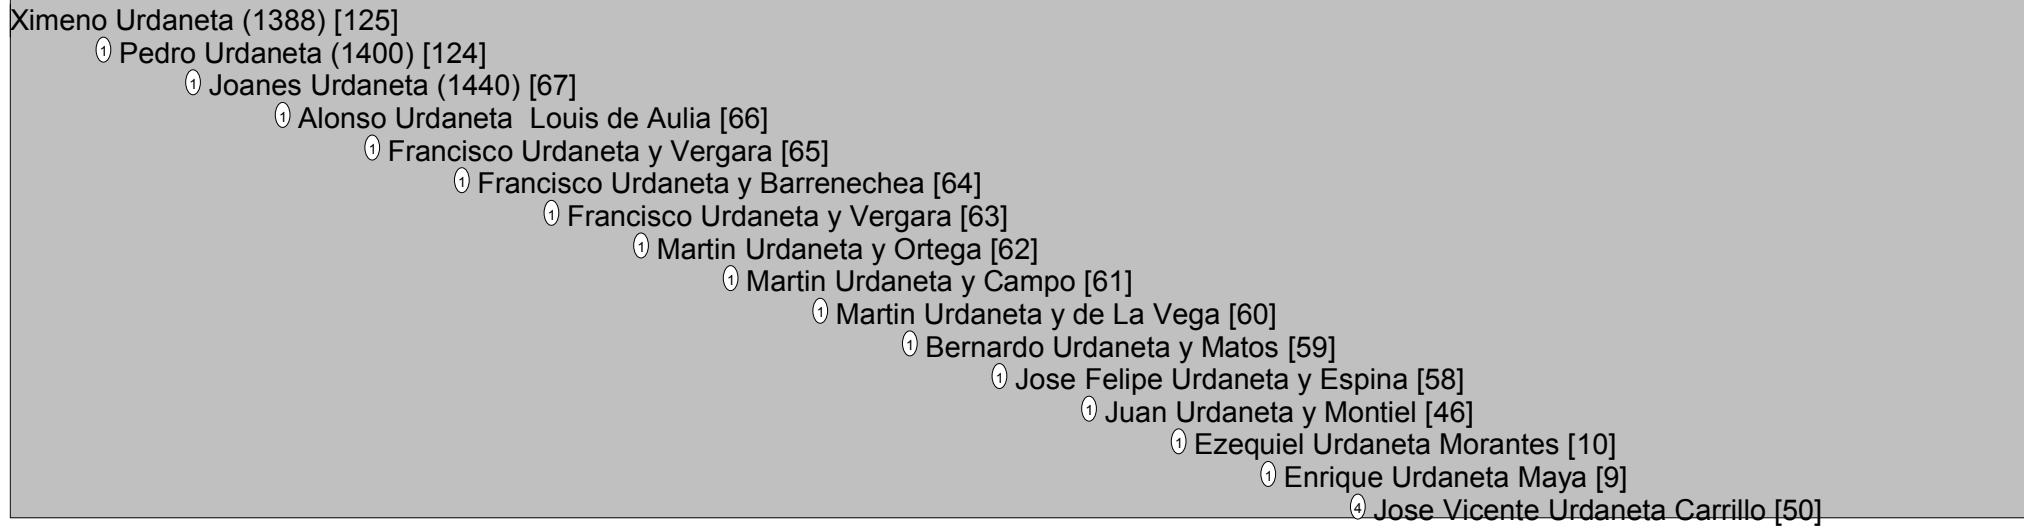 Ximeno Urdaneta (1388) [125]
1 Pedro Urdaneta (1400) [124]
1 Joanes Urdaneta (1440) [67]
1 Alonso Urdaneta  Louis de Aulia [66]
1 Francisco Urdaneta y Vergara [65]
1 Francisco Urdaneta y Barrenechea [64]
1 Francisco Urdaneta y Vergara [63]
1 Martin Urdaneta y Ortega [62]
1 Martin Urdaneta y Campo [61]
1 Martin Urdaneta y de La Vega [60]
1 Bernardo Urdaneta y Matos [59]
1 Jose Felipe Urdaneta y Espina [58]
1 Juan Urdaneta y Montiel [46]
1 Ezequiel Urdaneta Morantes [10]
1 Enrique Urdaneta Maya [9]
4 Jose Vicente Urdaneta Carrillo [50]